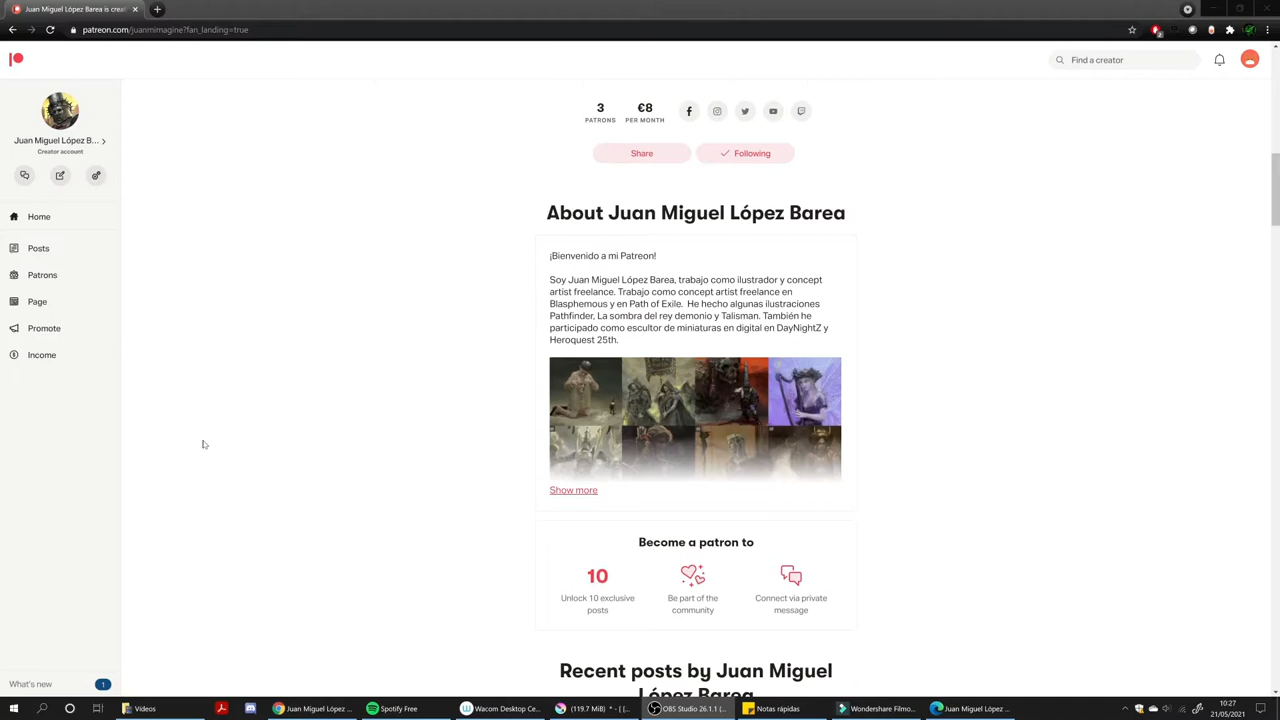 Juan Miguel López Barea is crea
patreon.com/juanmimagine?fan_landing=true
Find a creator
Juan Miguel López B...
Creator account
Home
Posts
Patrons
Page
Promote
Income
What's new
1
3
PATRONS
€8
PER MONTH
Share
Following
About Juan Miguel López Barea
¡Bienvenido a mi Patreon!
Soy Juan Miguel López Barea, trabajo como ilustrador y concept
artist freelance. Trabajo como concept artist freelance en
Blasphemous y en Path of Exile. He hecho algunas ilustraciones
Pathfinder, La sombra del rey demonio y Talisman. También he
participado como escultor de miniaturas en digital en DayNightZ y
Heroquest 25th.
Show more
Become a patron to
10
Unlock 10 exclusive
posts
Be part of the
community
Connect via private
message
Recent posts by Juan Miguel
López Barea
Videos
Juan Miguel López ...
Spotify Free
Wacom Desktop Ce...
(119.7 MiB) * - [ (...
OBS Studio 26.1.1 (...
Notas rápidas
Wondershare Filmo...
Juan Miguel López ...
10:27
21/05/2021